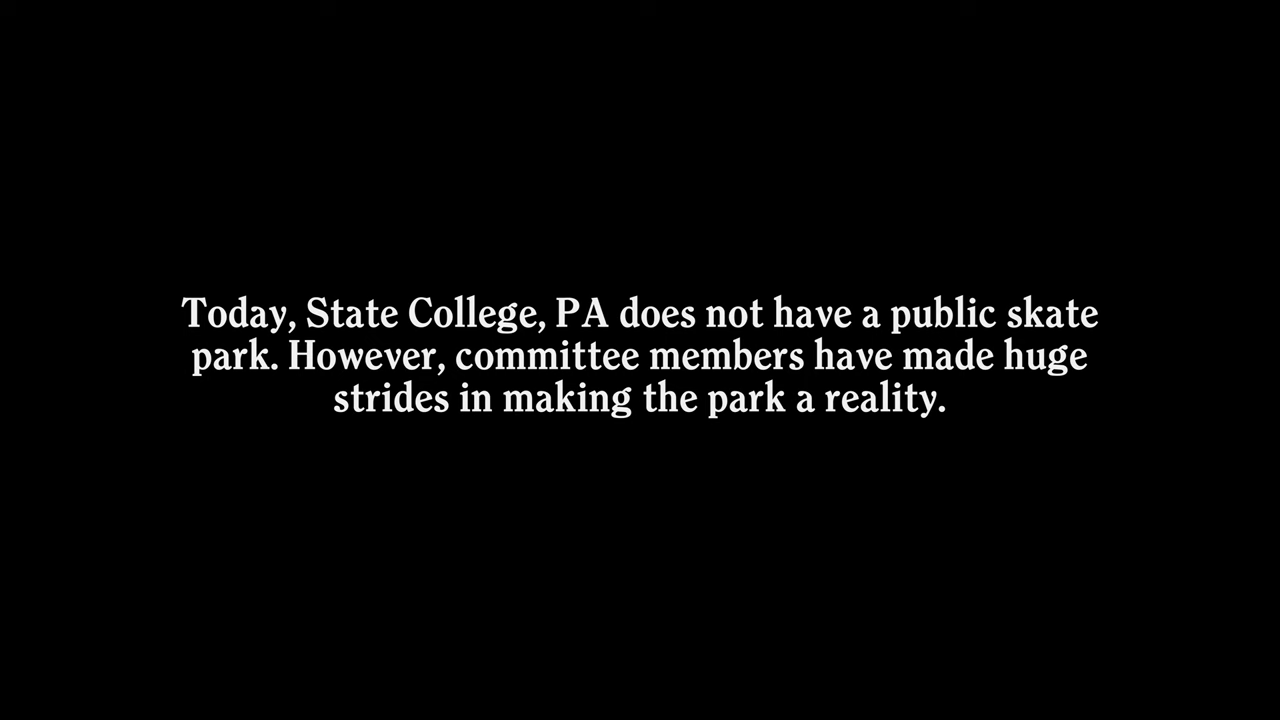 Today, State College, PA does not have a public skate
park. However, committee members have made huge
strides in making the park a reality.